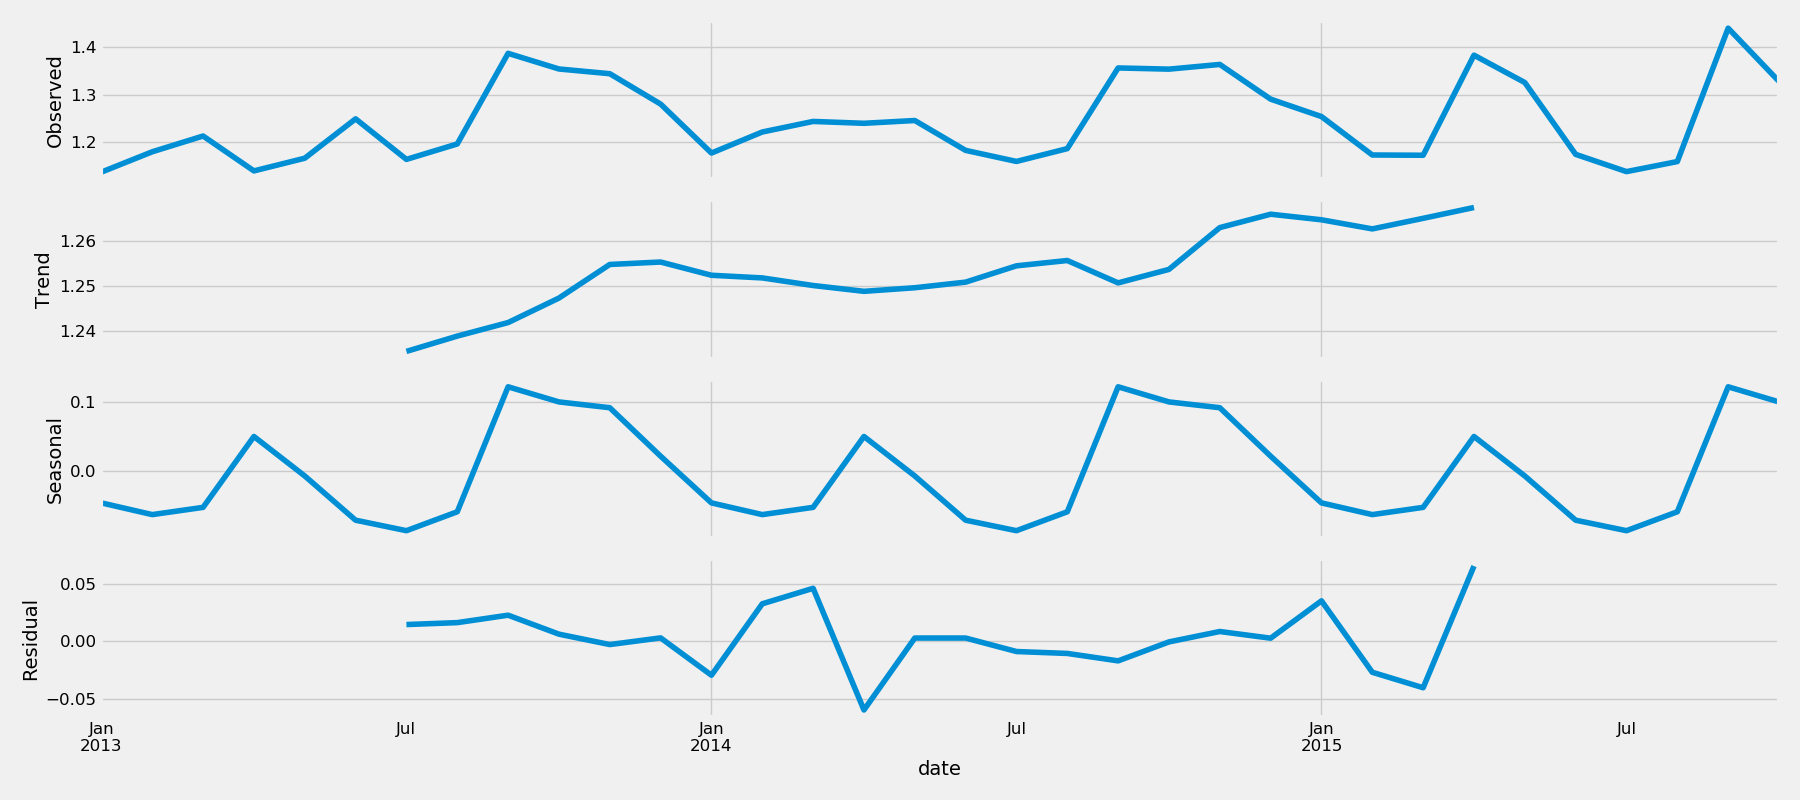 Observed
1.4
1.3
1.2
Trend
1.26
1.25
1.24
Seasonal
0.1
0.0
Residual
0.05
0.00
−0.05
Jan Jul Jan Jul Jan Jul
2013 2014 2015
date